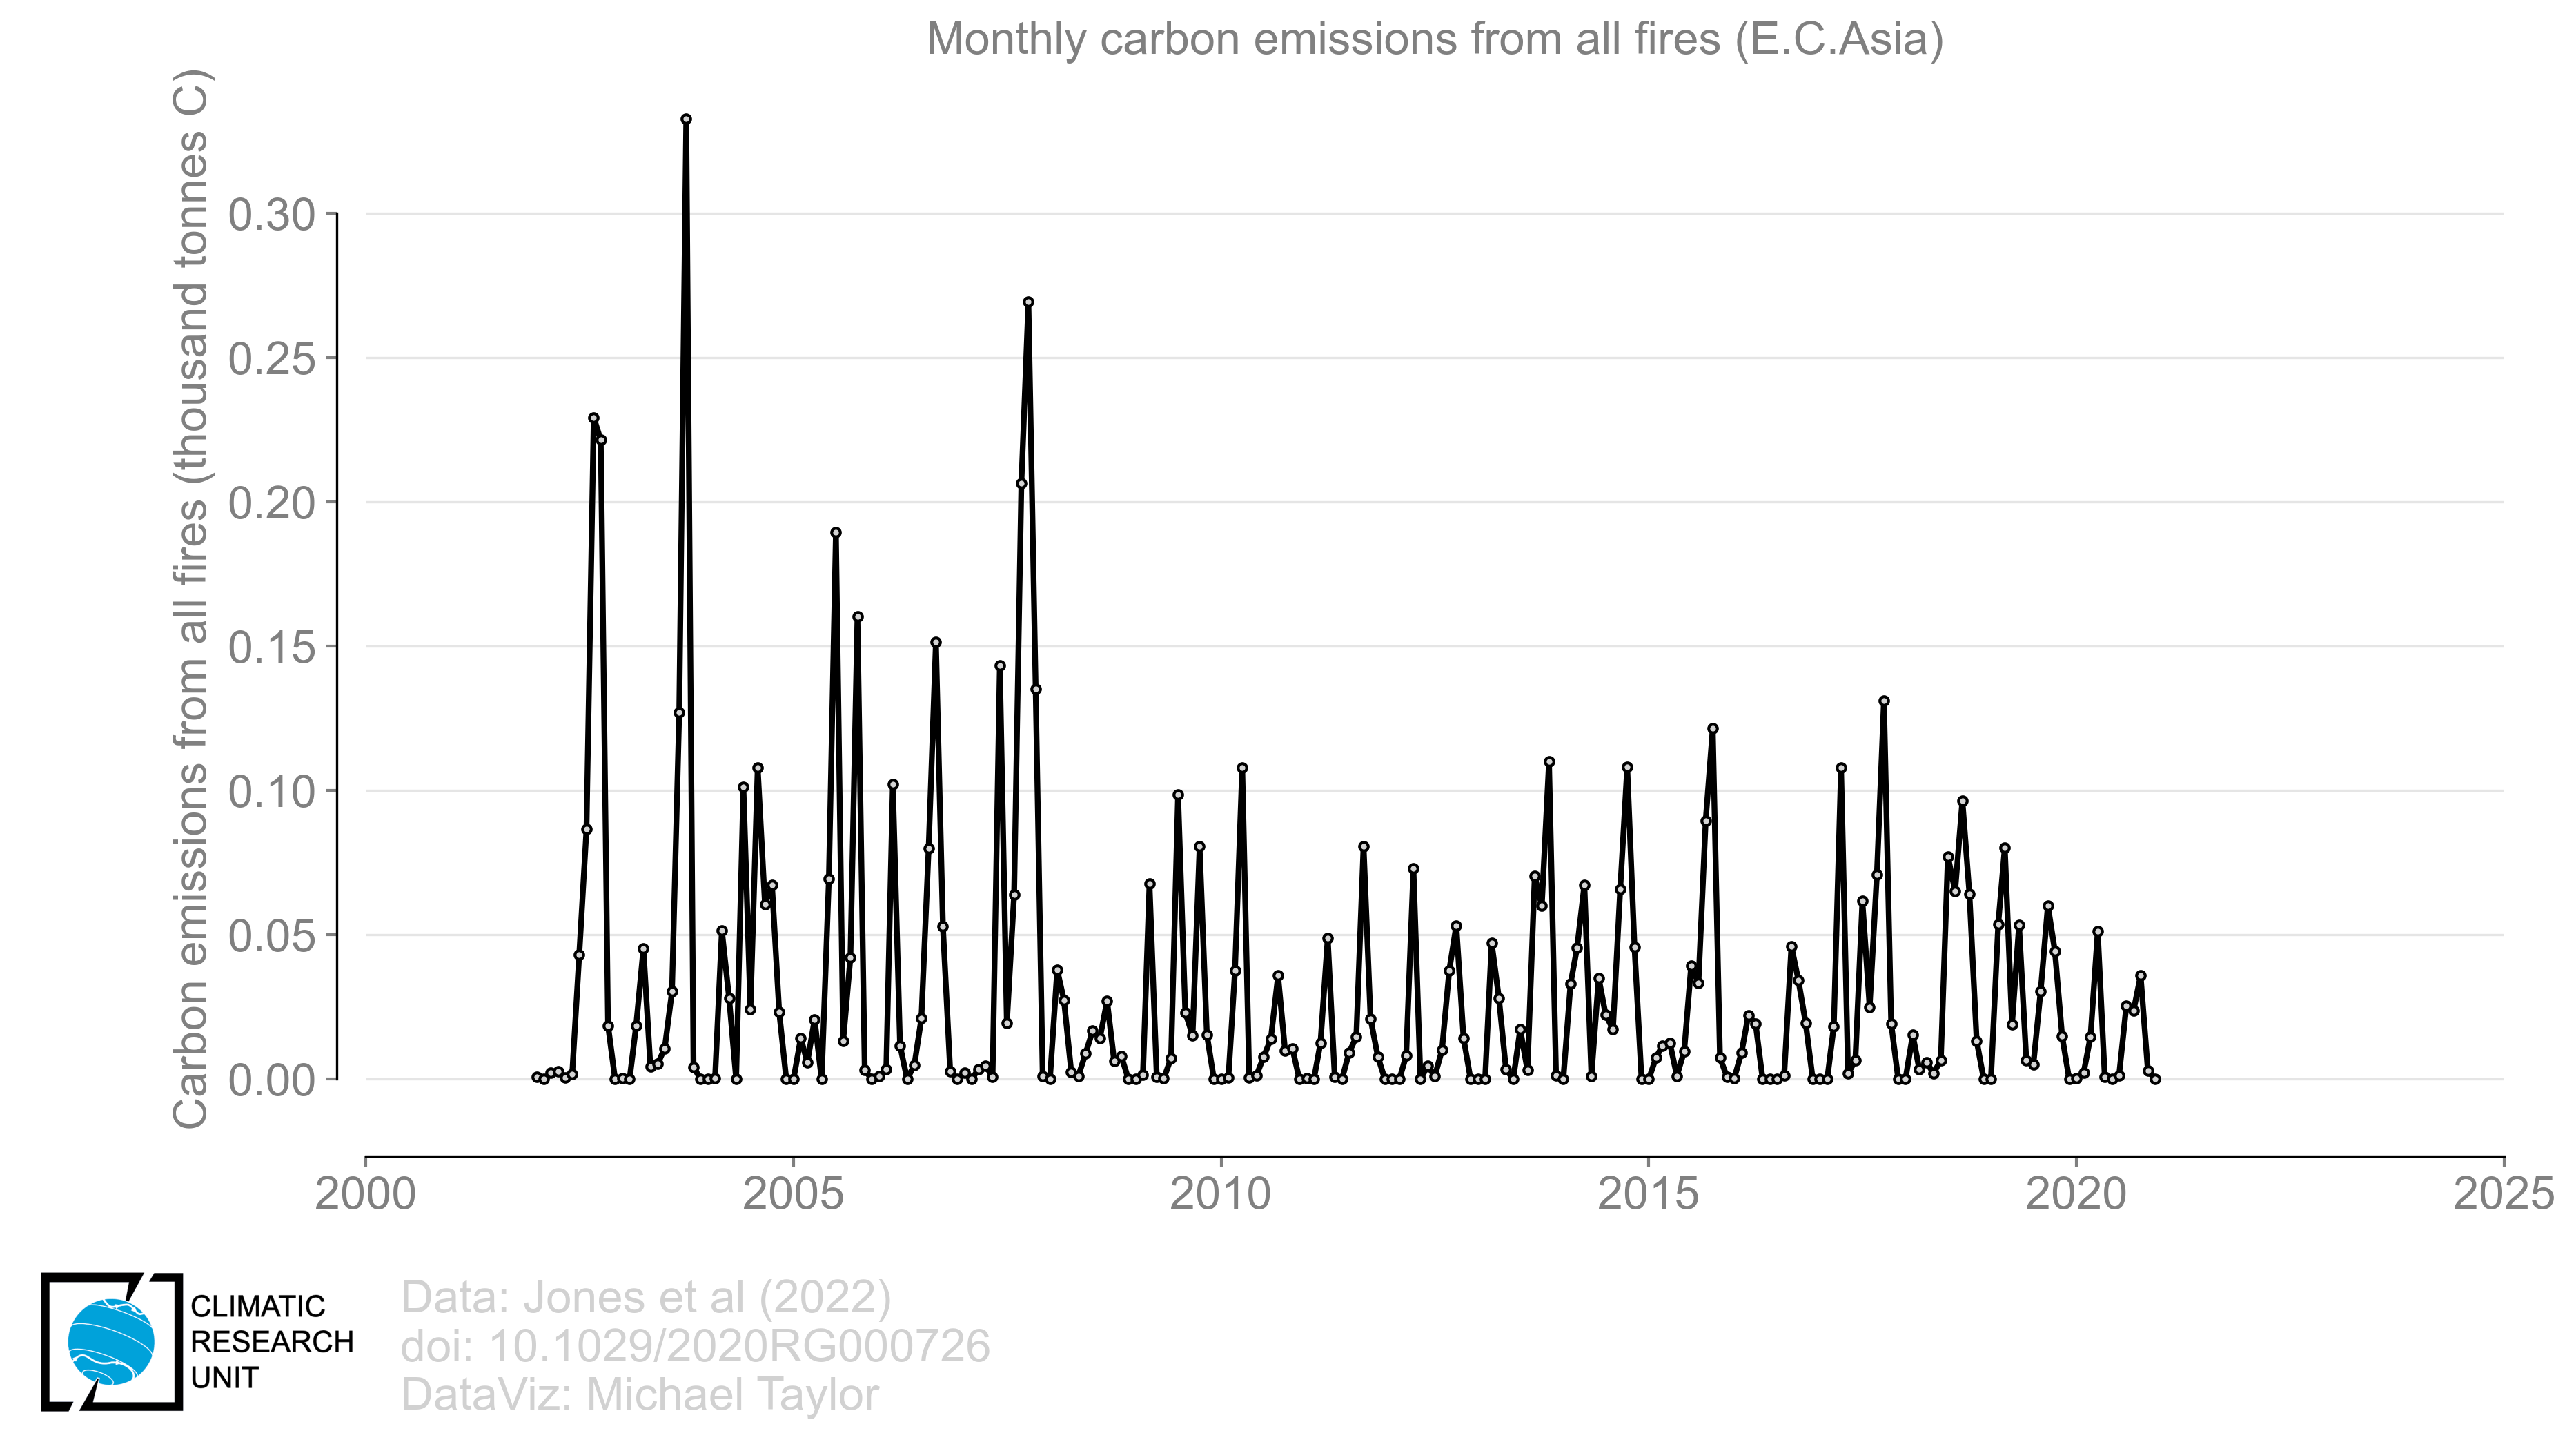 Monthly carbon emissions from all fires (E.C.Asia)
Carbon emissions from all fires (thousand tonnes C)
0.30
0.25
0.20
0.15
0.10
0.05
0.00
2000 2005 2010 2015 2020 2025
CLIMATIC
RESEARCH
UNIT
Data: Jones et al (2022)
doi: 10.1029/2020RG000726
DataViz: Michael Taylor